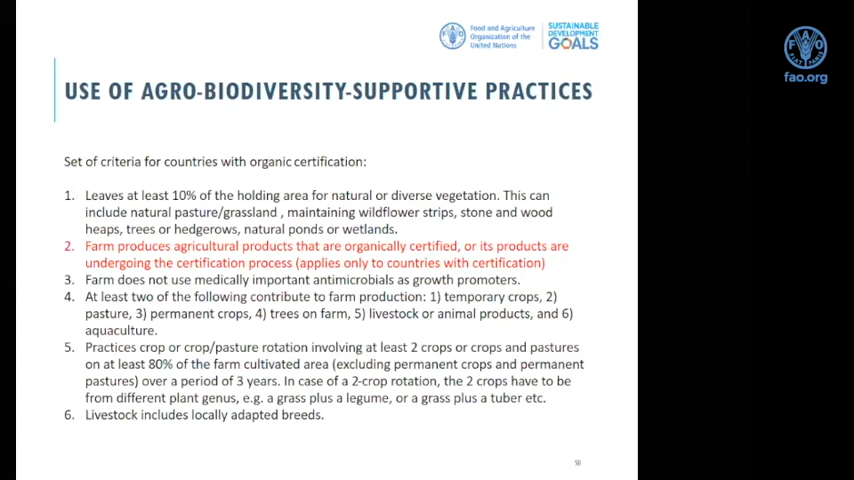 Food and Agriculture
Organization of the
United Nations
SUSTAINABLE
DEVELOPMENT
GOALS
FAO
FIAT PANIS
fao.org
USE OF AGRO-BIODIVERSITY-SUPPORTIVE PRACTICES
Set of criteria for countries with organic certification:
1. Leaves at least 10% of the holding area for natural or diverse vegetation. This can
include natural pasture/grassland , maintaining wildflower strips, stone and wood
heaps, trees or hedgerows, natural ponds or wetlands.
2. Farm produces agricultural products that are organically certified, or its products are
undergoing the certification process (applies only to countries with certification)
3. Farm does not use medically important antimicrobials as growth promoters.
4. At least two of the following contribute to farm production: 1) temporary crops, 2)
pasture, 3) permanent crops, 4) trees on farm, 5) livestock or animal products, and 6)
aquaculture.
5. Practices crop or crop/pasture rotation involving at least 2 crops or crops and pastures
on at least 80% of the farm cultivated area (excluding permanent crops and permanent
pastures) over a period of 3 years. In case of a 2-crop rotation, the 2 crops have to be
from different plant genus, e.g. a grass plus a legume, or a grass plus a tuber etc.
6. Livestock includes locally adapted breeds.
50